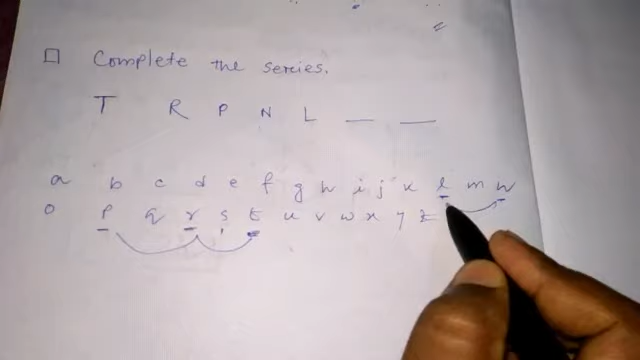 Complete the series.
T R P N L __ __
a b c d e f g h i j k l m n
o p q r s t u v w x y z